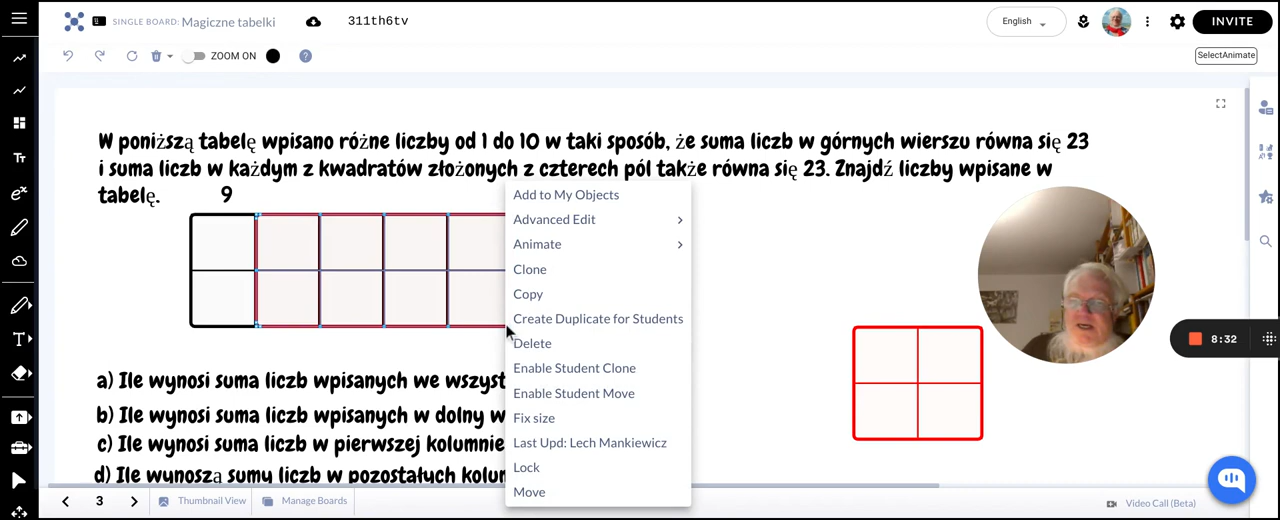 SINGLE BOARD: Magiczne tabelki
311th6tv
English
INVITE
ZOOM ON
SelectAnimate
W poniższą tabelę wpisano różne liczby od 1 do 10 w taki sposób, że suma liczb w górnych wierszu równa się 23
i suma liczb w każdym z kwadratów złożonych z czterech pól także równa się 23. Znajdź liczby wpisane w
tabelę.
9
Add to My Objects
Advanced Edit
Animate
Clone
Copy
Create Duplicate for Students
Delete
Enable Student Clone
Enable Student Move
Fix size
Last Upd: Lech Mankiewicz
Lock
Move
8:32
a) Ile wynosi suma liczb wpisanych we
b) Ile wynosi suma liczb wpisanych w dolny
c) Ile wynosi suma liczb w pierwszej kolumnie
d) Ile wynoszą sumy liczb w pozostałych
3
Thumbnail View
Manage Boards
Video Call (Beta)